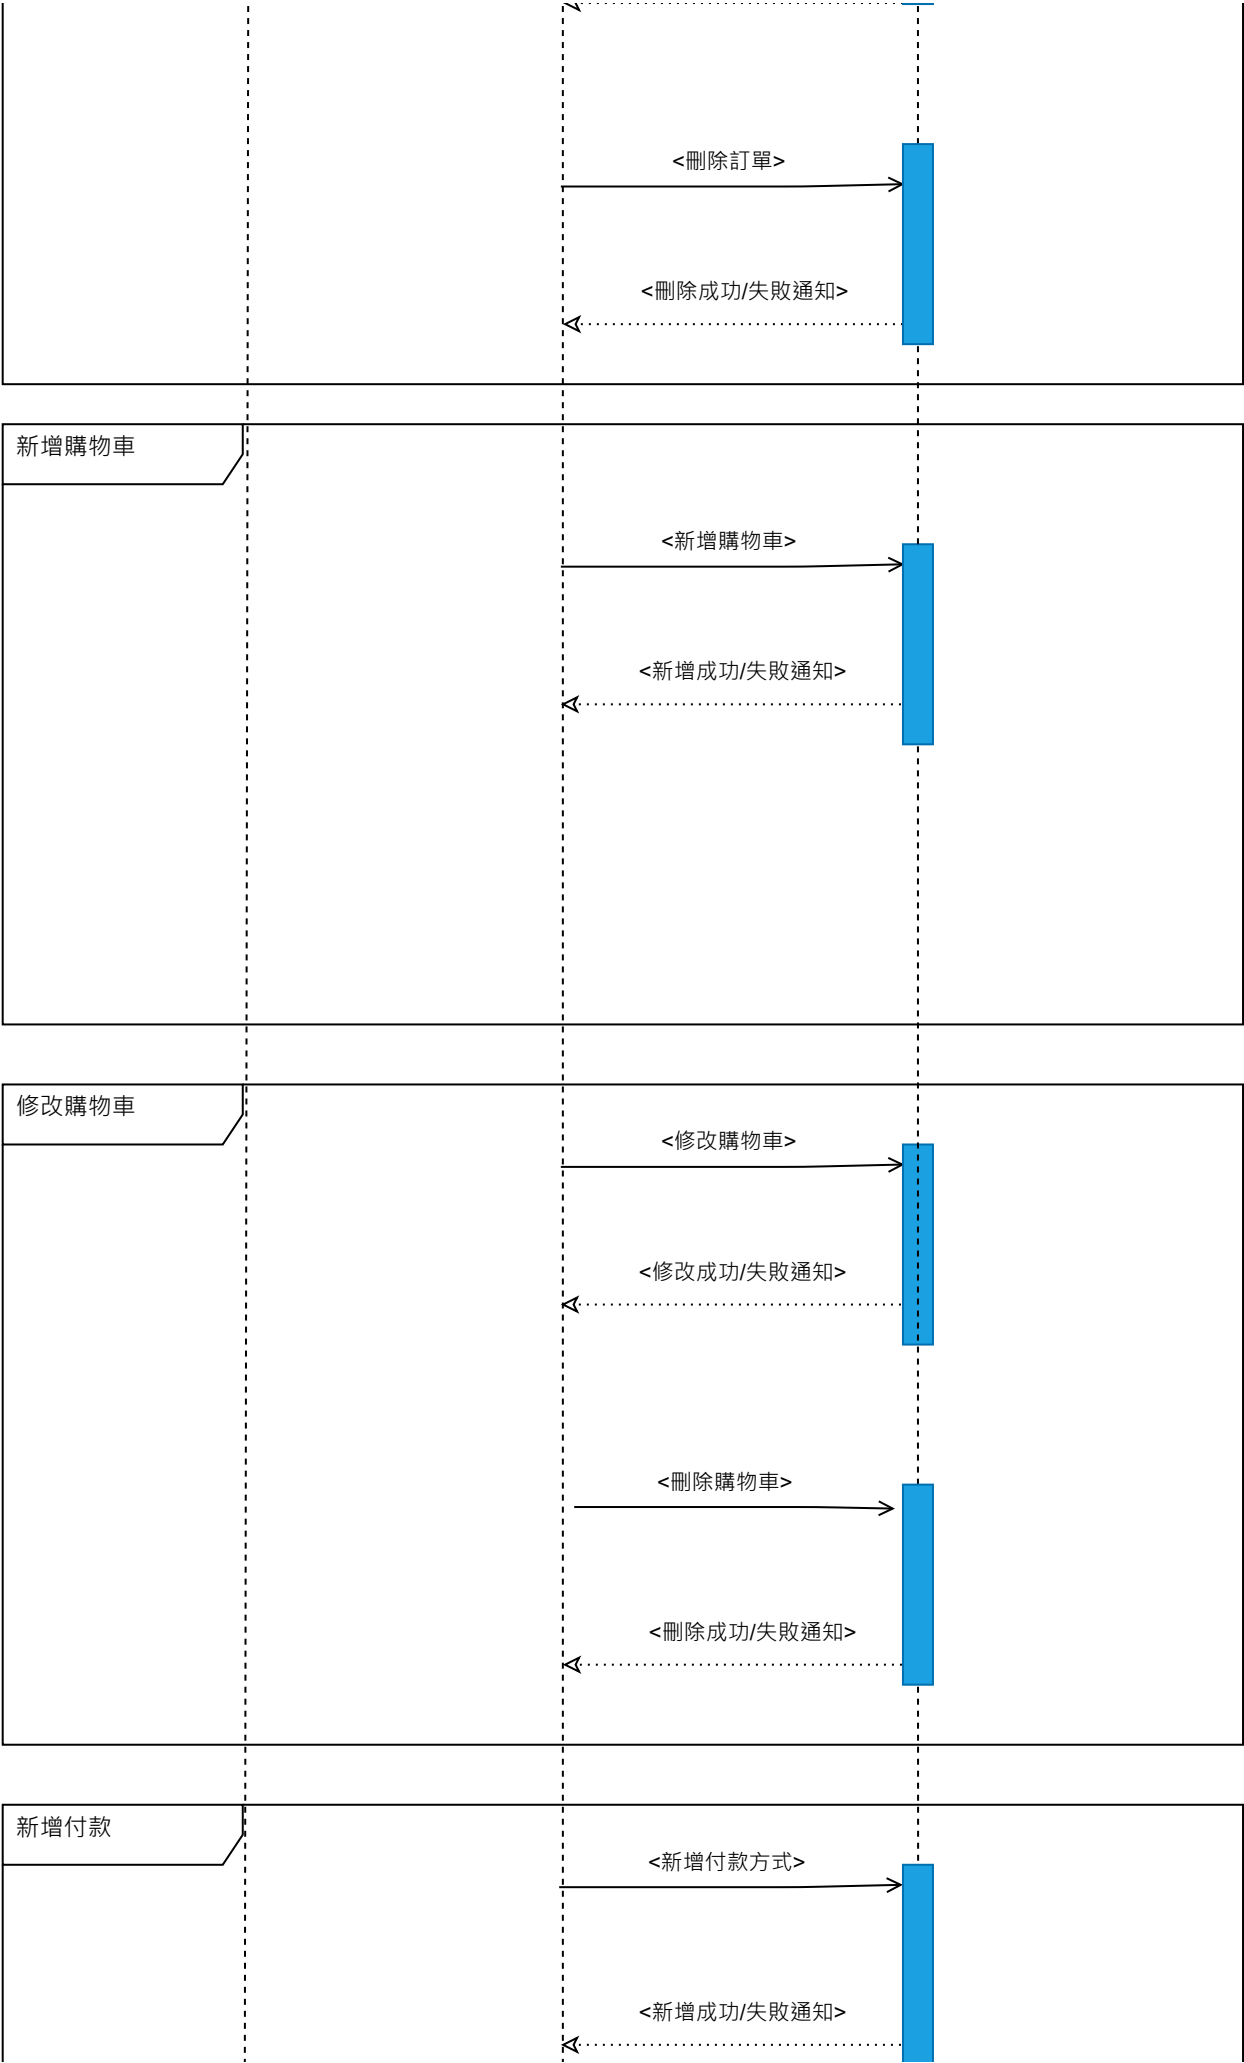 <刪除訂單>
<刪除成功/失敗通知>
新增購物車
<新增購物車>
<新增成功/失敗通知>
修改購物車
<修改購物車>
<修改成功/失敗通知>
<刪除購物車>
<刪除成功/失敗通知>
新增付款
<新增付款方式>
<新增成功/失敗通知>